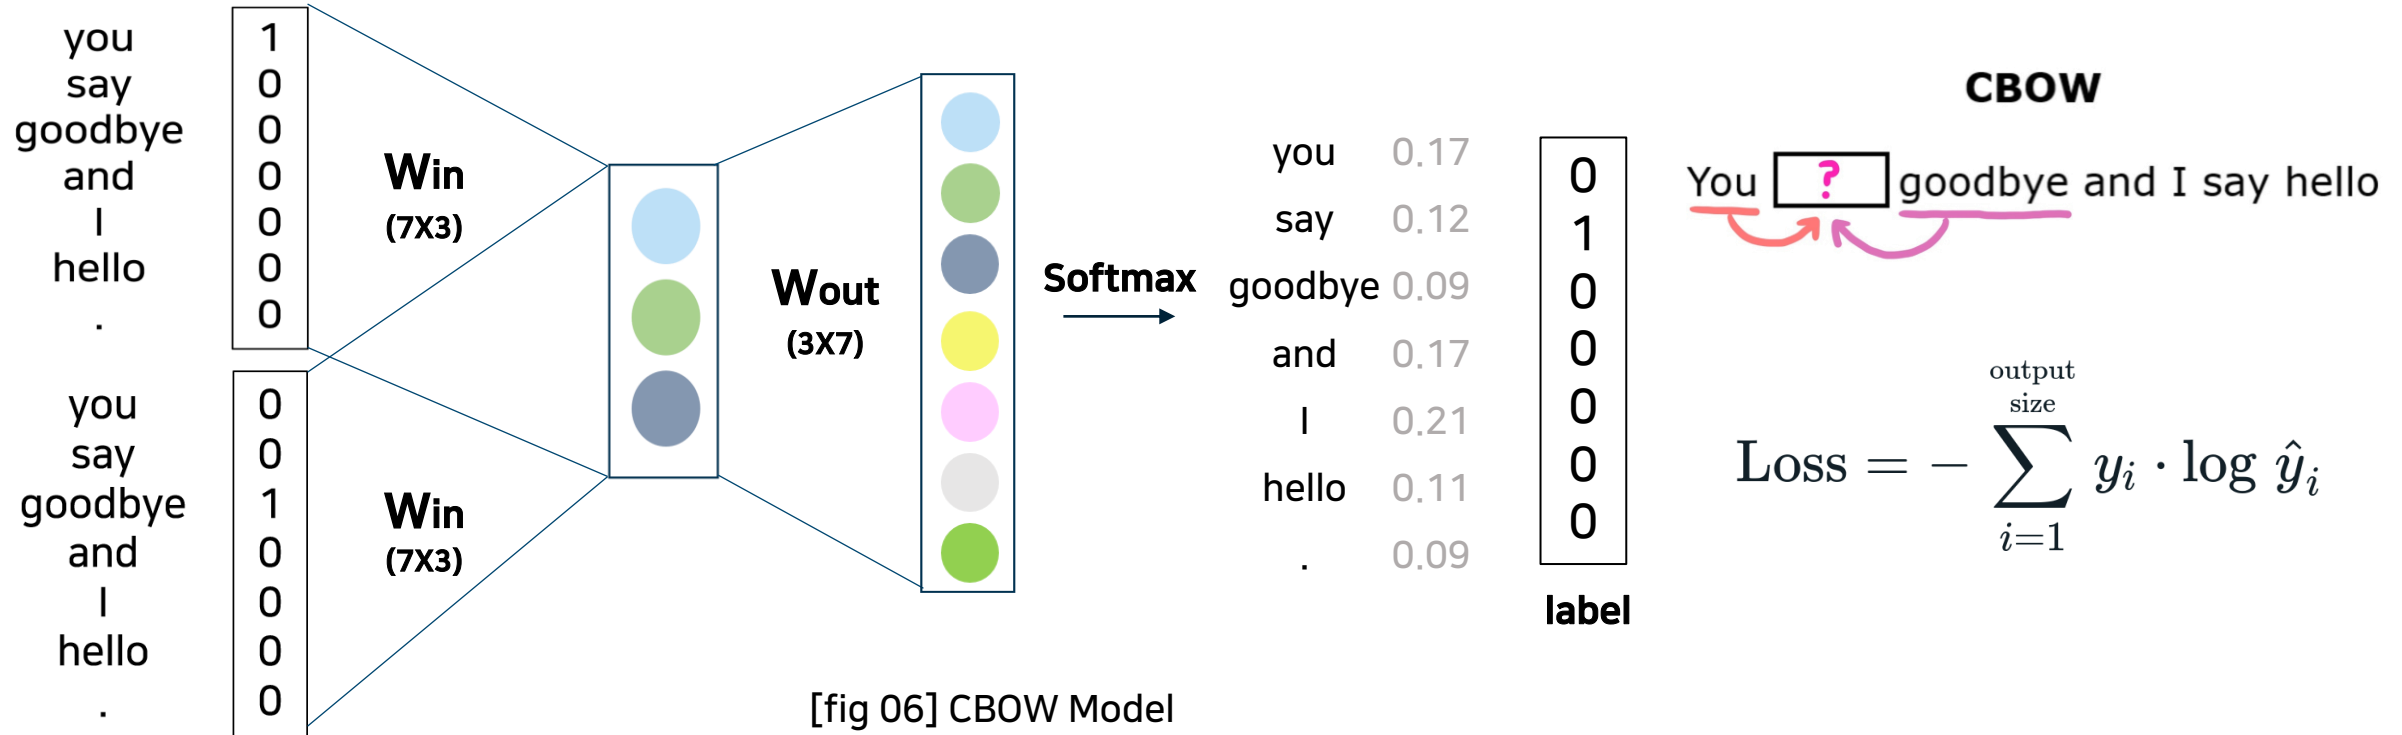 you 1
say 0
goodbye 0
and 0
I 0
hello 0
. 0
you 0
say 0
goodbye 1
and 0
I 0
hello 0
. 0
Win
(7X3)
Win
(7X3)
Wout
(3X7)
Softmax
you 0.17
say 0.12
goodbye 0.09
and 0.17
I 0.21
hello 0.11
. 0.09
0
1
0
0
0
0
0
label
CBOW
You ? goodbye and I say hello
output
size
Loss = − ∑ yᵢ · log ŷᵢ
i=1
[fig 06] CBOW Model